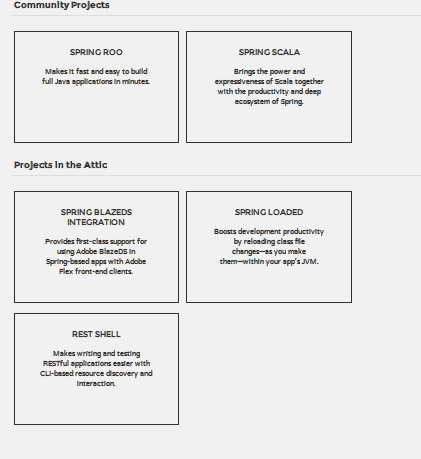 Community Projects
SPRING ROO
Makes it fast and easy to build
full Java applications in minutes.
SPRING SCALA
Brings the power and
expressiveness of Scala together
with the productivity and deep
ecosystem of Spring.
Projects in the Attic
SPRING BLAZEDS
INTEGRATION
Provides first-class support for
using Adobe BlazeDS in
Spring-based apps with Adobe
Flex front-end clients.
SPRING LOADED
Boosts development productivity
by reloading class file
changes—as you make
them—within your app's JVM.
REST SHELL
Makes writing and testing
RESTful applications easier with
CLI-based resource discovery and
interaction.